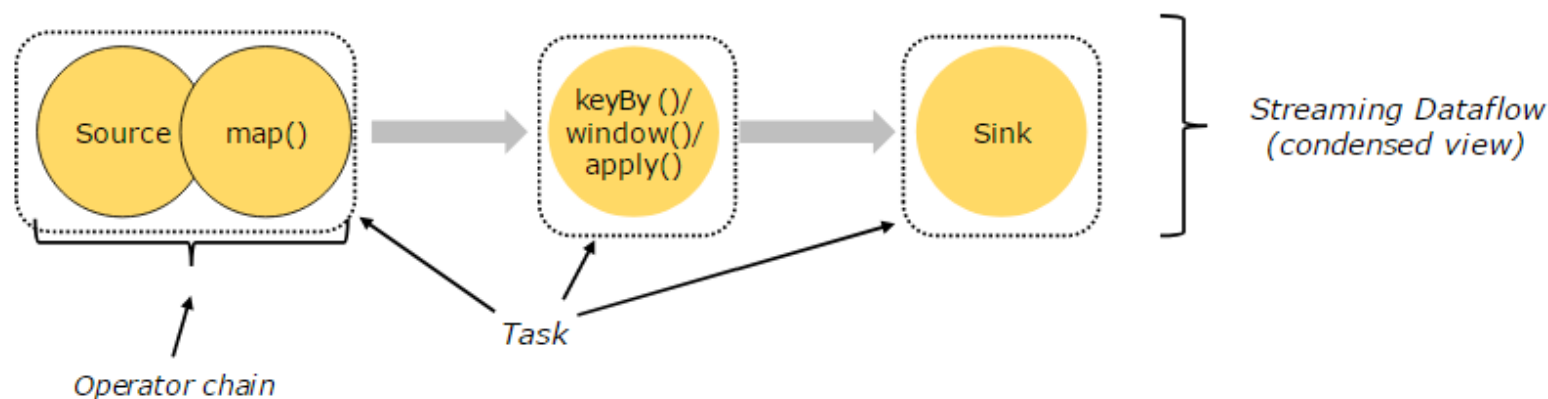 Source
map()
keyBy ()/
window()/
apply()
Sink
Streaming Dataflow
(condensed view)
Task
Operator chain